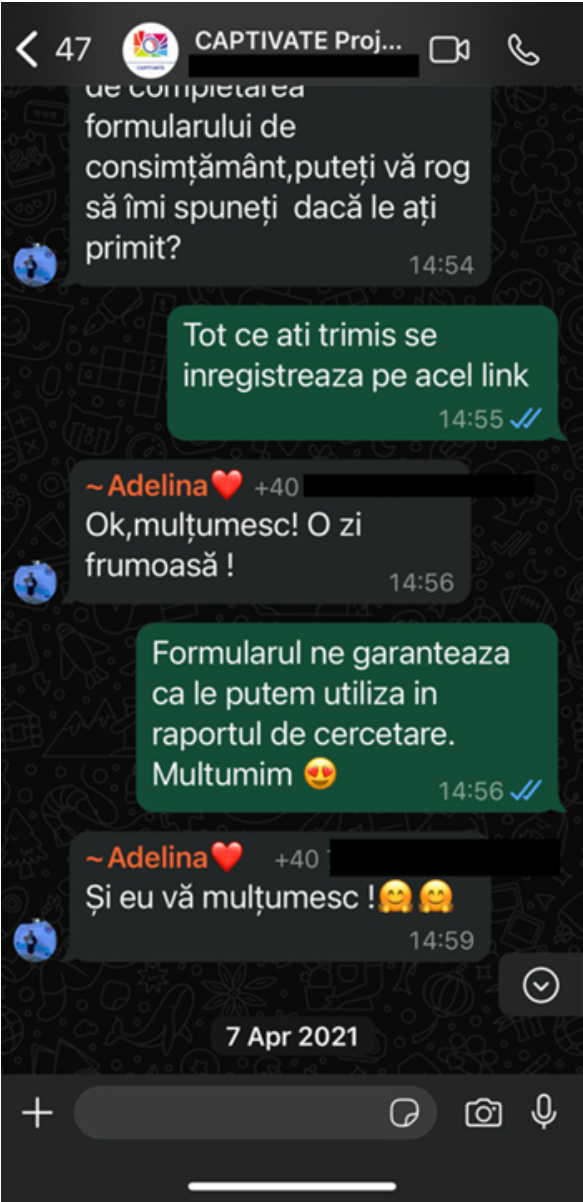 47
CAPTIVATE Proj...
CAPTIVATE
de completarea
formularului de
consimțământ,puteți vă rog
să îmi spuneți dacă le ați
primit?
14:54
Tot ce ati trimis se
inregistreaza pe acel link
14:55
~Adelina❤️ +40
Ok,mulțumesc! O zi
frumoasă !
14:56
Formularul ne garanteaza
ca le putem utiliza in
raportul de cercetare.
Multumim 😍
14:56
~Adelina❤️ +40
Și eu vă mulțumesc !🤗🤗
14:59
7 Apr 2021